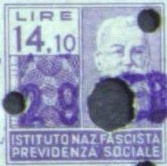 LIRE
14,10
ISTITUTO NAZ. FASCISTA
PREVIDENZA SOCIALE